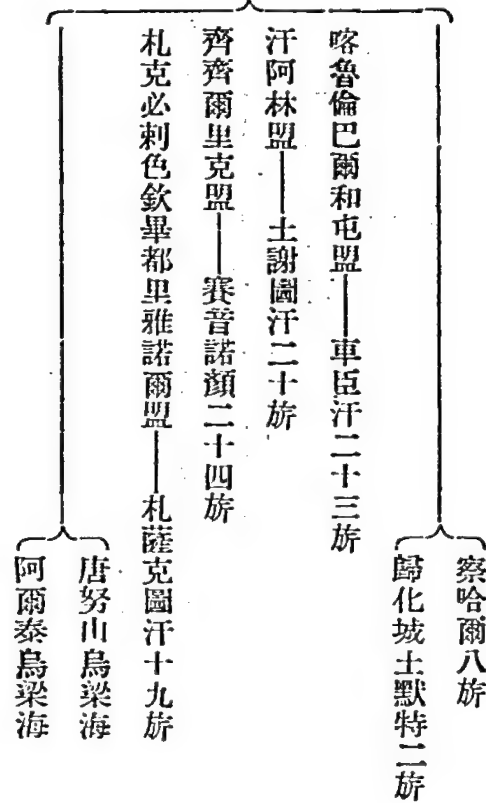 察哈爾八旂
歸化城土默特二旂
喀魯倫巴爾和屯盟——車臣汗二十三旂
汗阿林盟——土謝圖汗二十旂
齊齊爾里克盟——賽音諾顏二十四旂
札克必剌色欽畢都里雅諾爾盟——札薩克圖汗十九旂
唐努山烏梁海
阿爾泰烏梁海